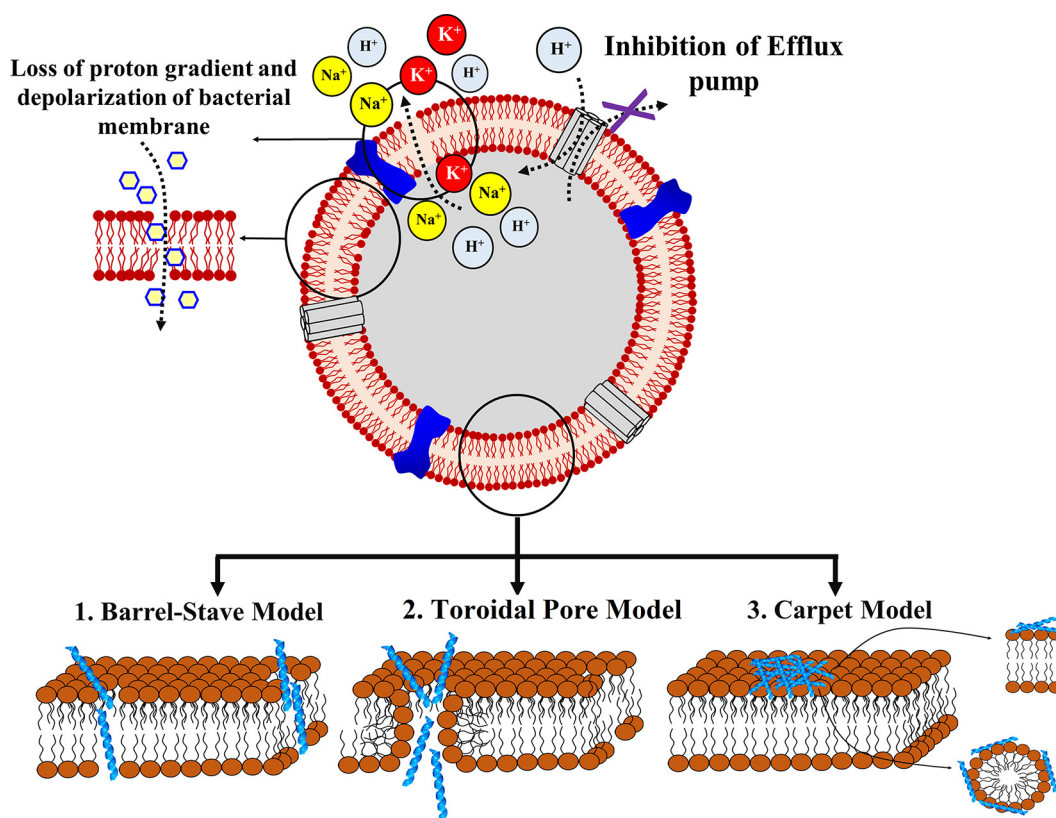 Loss of proton gradient and
depolarization of bacterial
membrane
Inhibition of Efflux
pump
H⁺
K⁺
H⁺
Na⁺
K⁺
H⁺
Na⁺
K⁺
Na⁺
Na⁺
H⁺
H⁺
1. Barrel-Stave Model
2. Toroidal Pore Model
3. Carpet Model